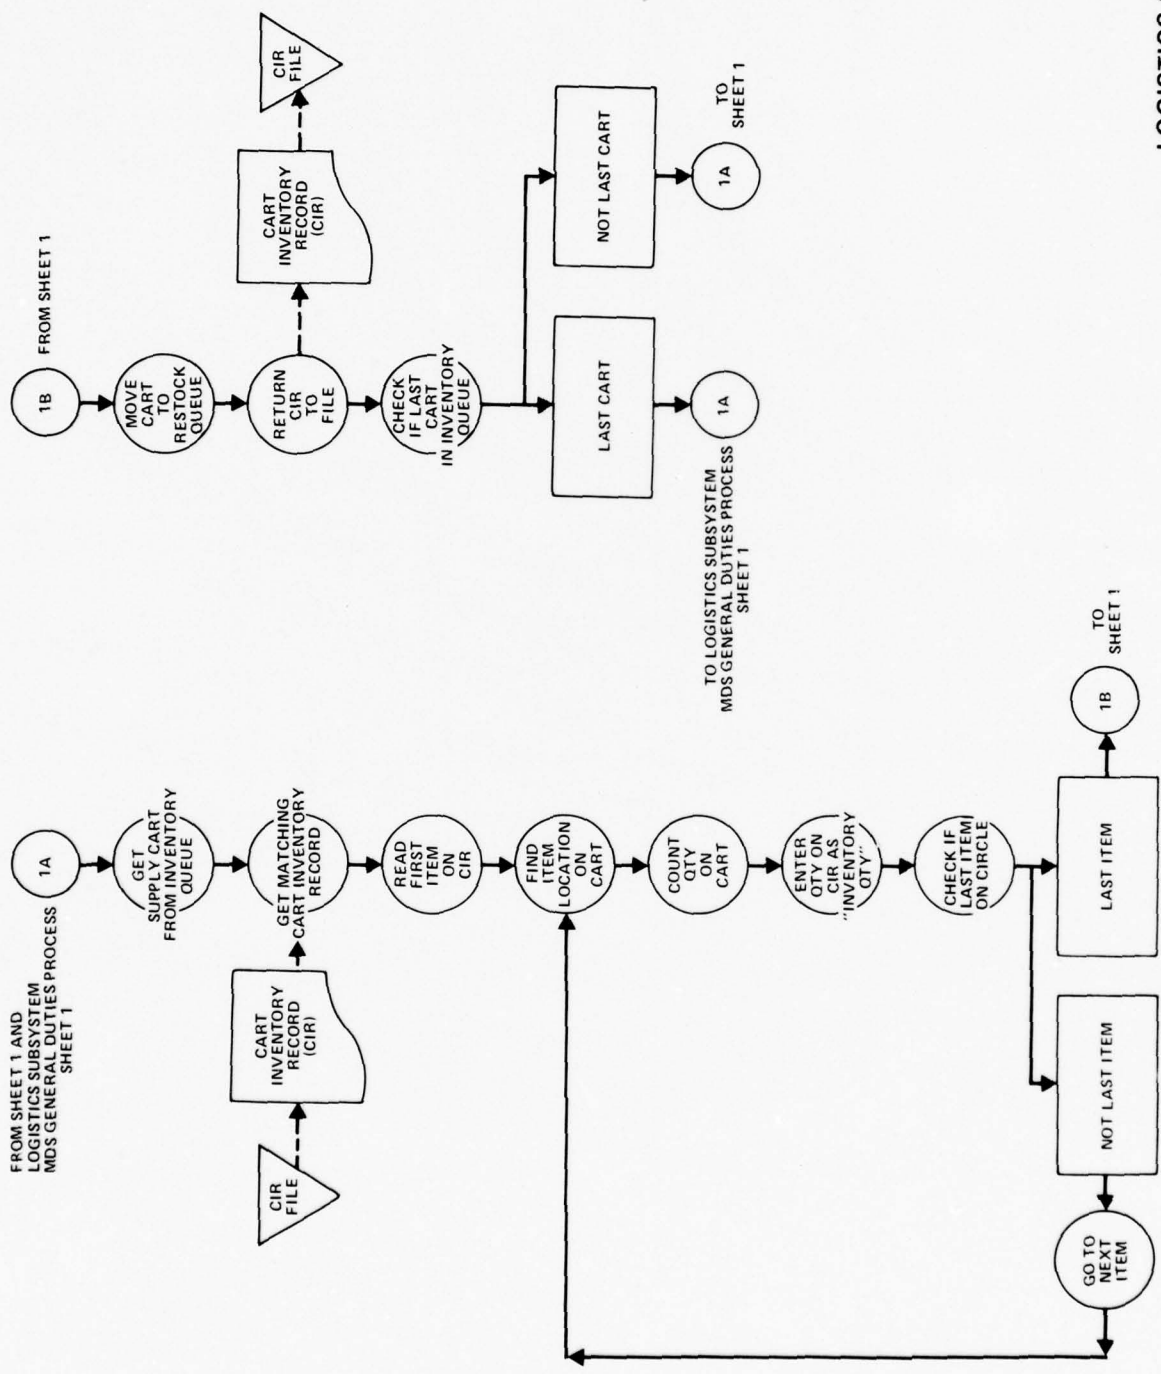 FROM SHEET 1 AND
LOGISTICS SUBSYSTEM
MDS GENERAL DUTIES PROCESS
SHEET 1
1A
GET
SUPPLY CART
FROM INVENTORY
QUEUE
CIR
FILE
CART
INVENTORY
RECORD
(CIR)
GET MATCHING
CART INVENTORY
RECORD
READ
FIRST
ITEM
ON
CIR
FIND
ITEM
LOCATION
ON
CART
COUNT
QTY
ON
CART
ENTER
QTY ON
CIR AS
"INVENTORY
QTY"
CHECK IF
LAST ITEM
ON CIRCLE
GO TO
NEXT
ITEM
NOT LAST ITEM
LAST ITEM
1B
TO
SHEET 1
1B
FROM SHEET 1
MOVE
CART
TO
RESTOCK
QUEUE
RETURN
CIR
TO
FILE
CART
INVENTORY
RECORD
(CIR)
CIR
FILE
CHECK
IF LAST
CART
IN INVENTORY
QUEUE
LAST CART
NOT LAST CART
1A
TO LOGISTICS SUBSYSTEM
MDS GENERAL DUTIES PROCESS
SHEET 1
1A
TO
SHEET 1